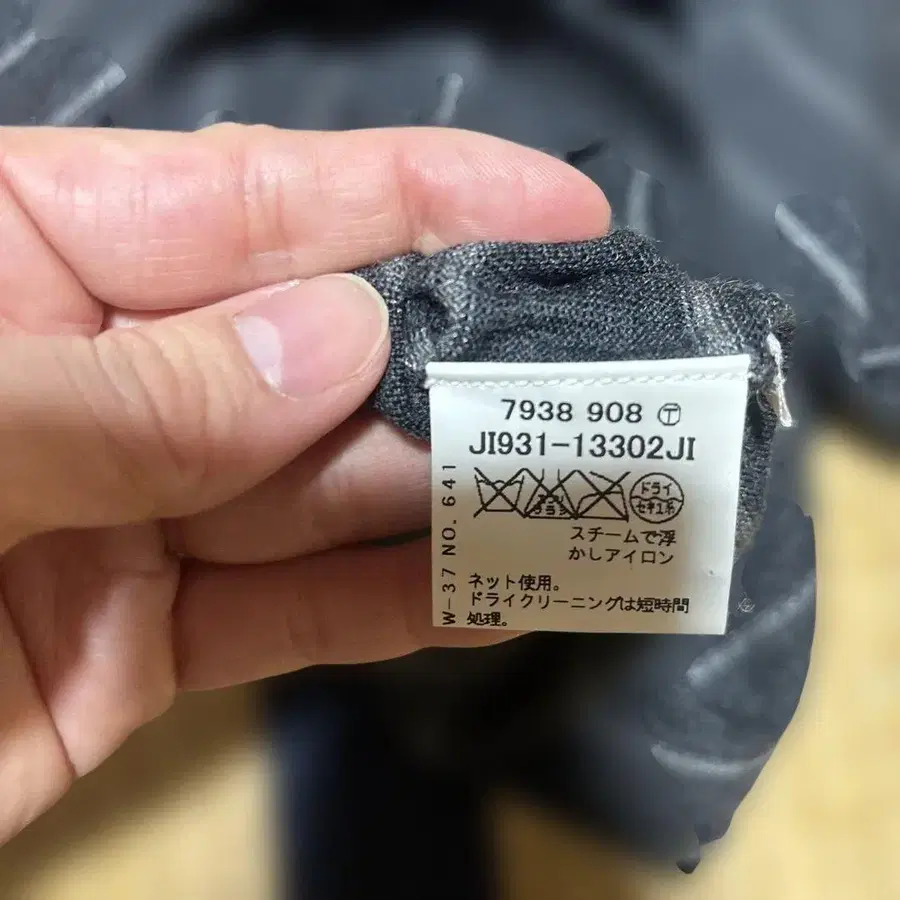 7938 908 Ⓣ
JI931-13302JI
ドライ
セキユ系
スチームで浮
かしアイロン
ネット使用。
ドライクリーニングは短時間
処理。
W-37 NO. 641